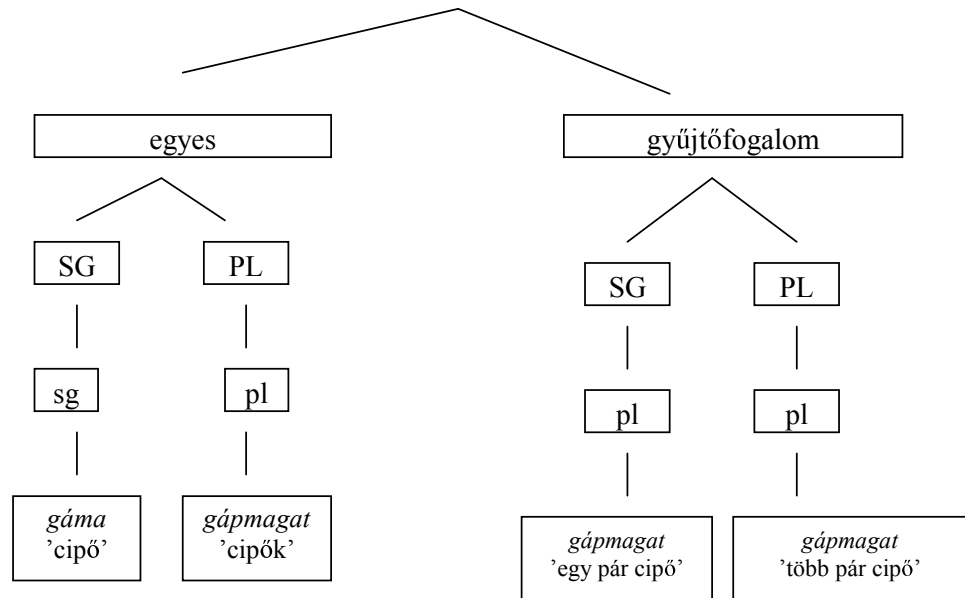 egyes
gyűjtőfogalom
SG PL
SG PL
sg pl
pl pl
gáma
’cipő’
gápmagat
’cipők’
gápmagat
’egy pár cipő’
gápmagat
’több pár cipő’